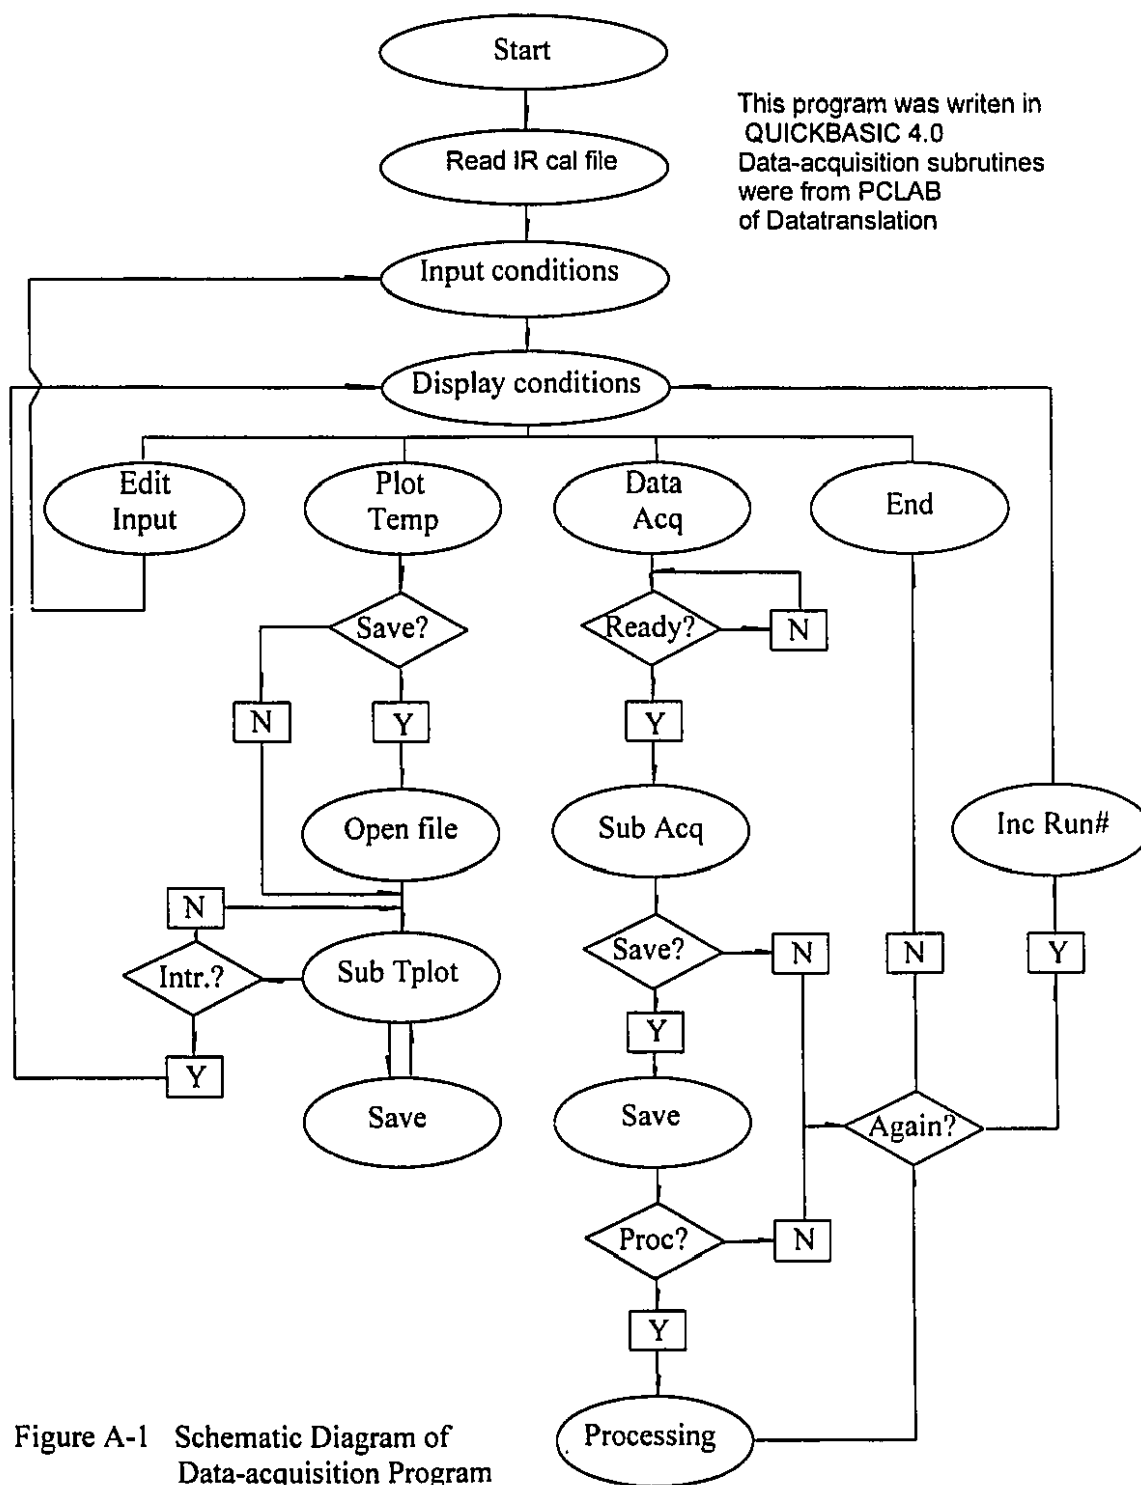 Start
This program was writen in
QUICKBASIC 4.0
Data-acquisition subrutines
were from PCLAB
of Datatranslation
Read IR cal file
Input conditions
Display conditions
Edit
Input
Plot
Temp
Data
Acq
End
Save?
Ready?
N
N
Y
Y
Open file
Sub Acq
Inc Run#
N
Intr.?
Sub Tplot
Save?
N
N
Y
Y
Y
Save
Save
Again?
Proc?
N
Y
Processing
Figure A-1 Schematic Diagram of
Data-acquisition Program